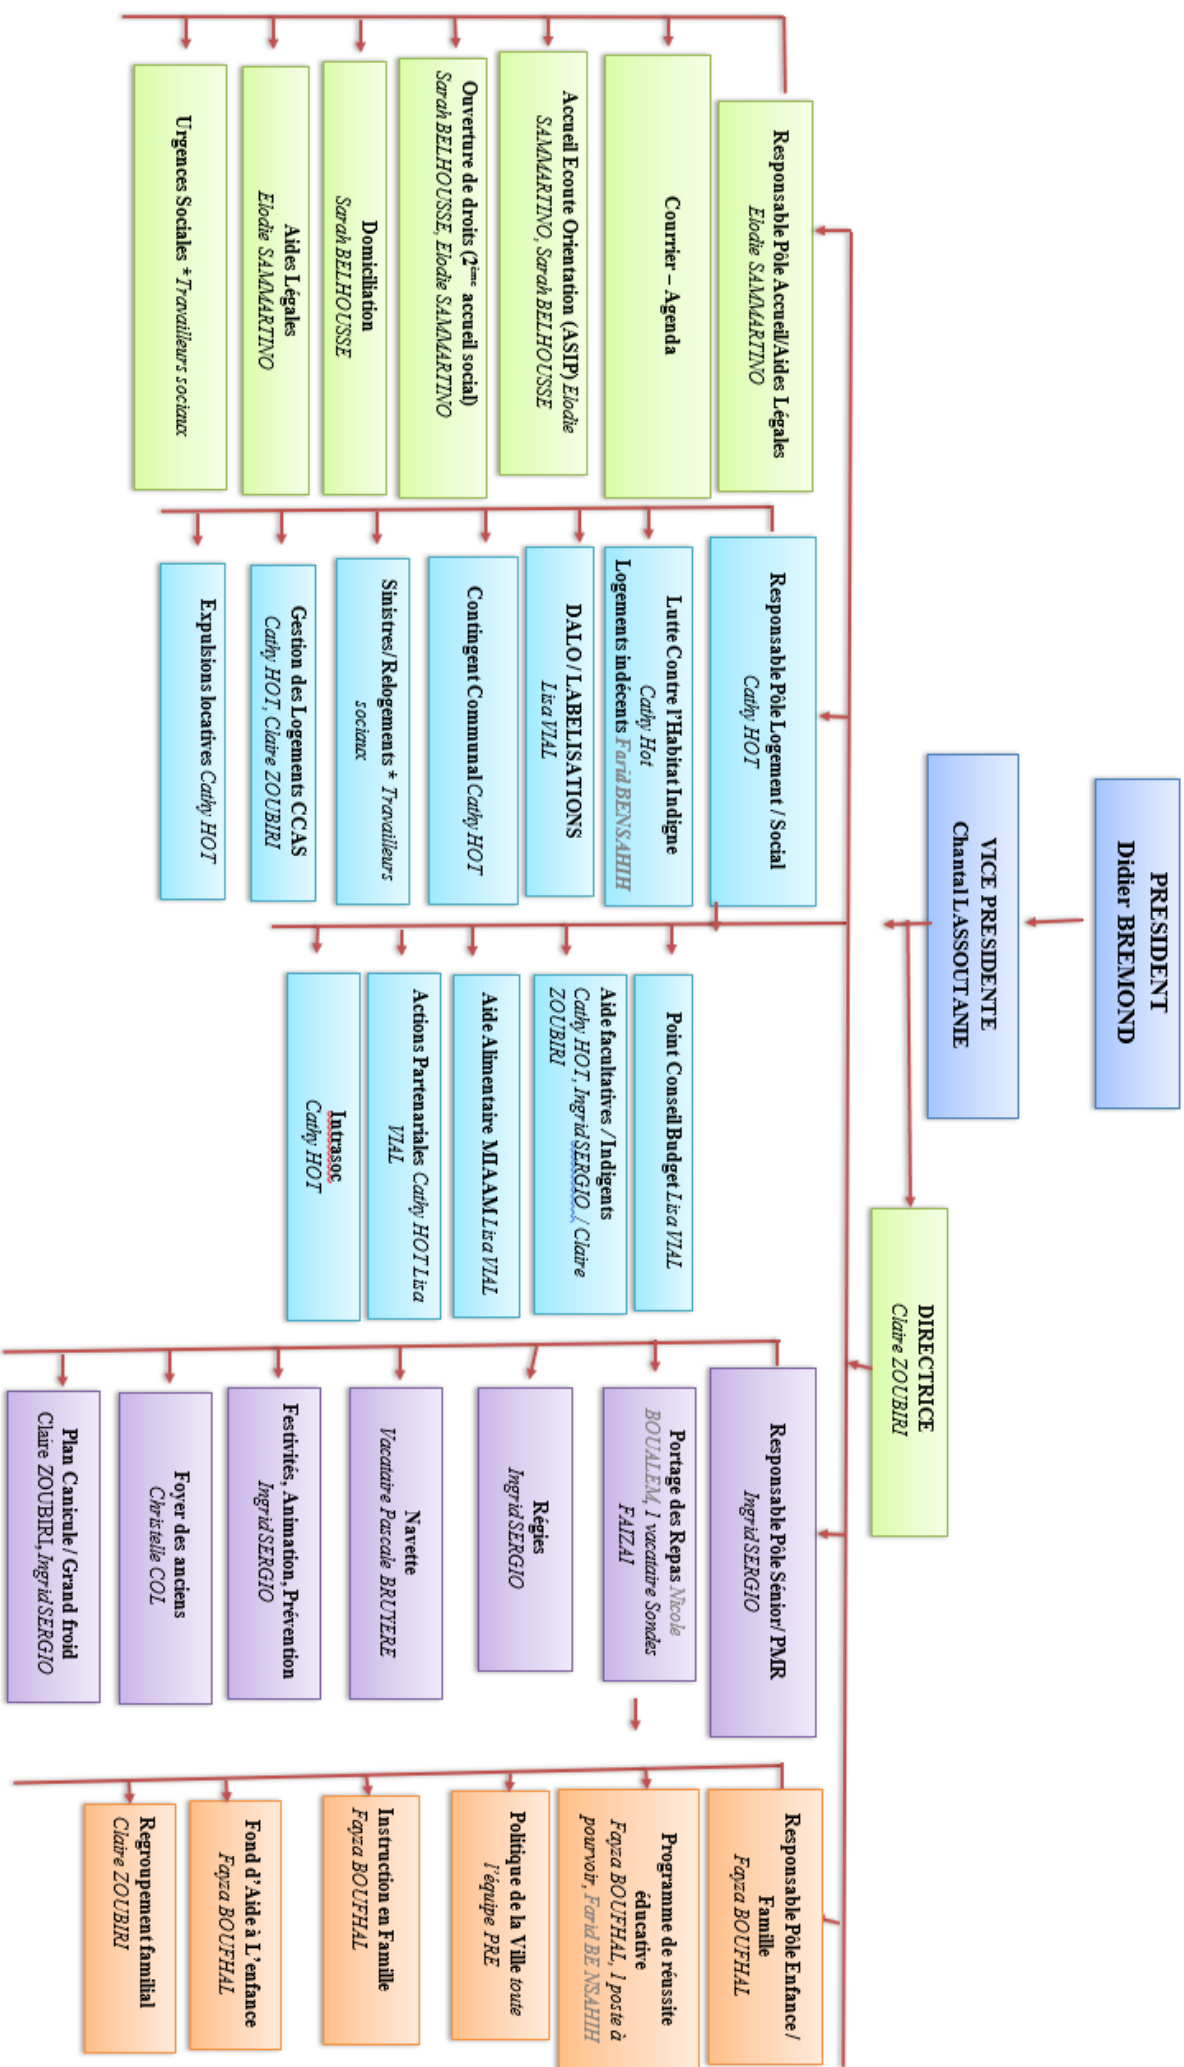 PRESIDENT
Didier BREMOND
VICE PRESIDENTE
Chantal LASSOUTANIE
DIRECTRICE
Claire ZOUBIRI
Responsable Pôle Accueil/Aides Légales
Elodie SAMMARTINO
Courrier – Agenda
Accueil Ecoute Orientation (ASIP) Elodie
SAMMARTINO, Sarah BELHOUSSE
Ouverture de droits (2ième accueil social)
Sarah BELHOUSSE, Elodie SAMMARTINO
Domiciliation
Sarah BELHOUSSE
Aides Légales
Elodie SAMMARTINO
Urgences Sociales *Travailleurs sociaux
Responsable Pôle Logement / Social
Cathy HOT
Lutte Contre l’Habitat Indigne
Cathy Hot
Logements indécents Farid BENSAHIH
DALO / LABELISATIONS
Lisa VIAL
Contingent Communal Cathy HOT
Sinistres/ Relogements * Travailleurs
sociaux
Gestion des Logements CCAS
Cathy HOT, Claire ZOUBIRI
Expulsions locatives Cathy HOT
Point Conseil Budget Lisa VIAL
Aide facultatives / Indigents
Cathy HOT, Ingrid SERGIO / Claire
ZOUBIRI
Aide Alimentaire MIAAM Lisa VIAL
Actions Partenariales Cathy HOT Lisa
VIAL
Intrasoc
Cathy HOT
Responsable Pôle Sénior/ PMR
Ingrid SERGIO
Portage des Repas Nicole
BOUALEM, 1 vacataire Sondes
FAIZAI
Régies
Ingrid SERGIO
Navette
Vacataire Pascale BRUYERE
Festivités, Animation, Prévention
Ingrid SERGIO
Foyer des anciens
Christelle COL
Plan Canicule / Grand froid
Claire ZOUBIRI, Ingrid SERGIO
Responsable Pôle Enfance /
Famille
Fayza BOUFHAL
Programme de réussite
éducative
Fayza BOUFHAL, 1 poste à
pourvoir, Farid BE NSAHIH
Politique de la Ville toute
l’équipe PRE
Instruction en Famille
Fayza BOUFHAL
Fond d’Aide à L’enfance
Fayza BOUFHAL
Regroupement familial
Claire ZOUBIRI